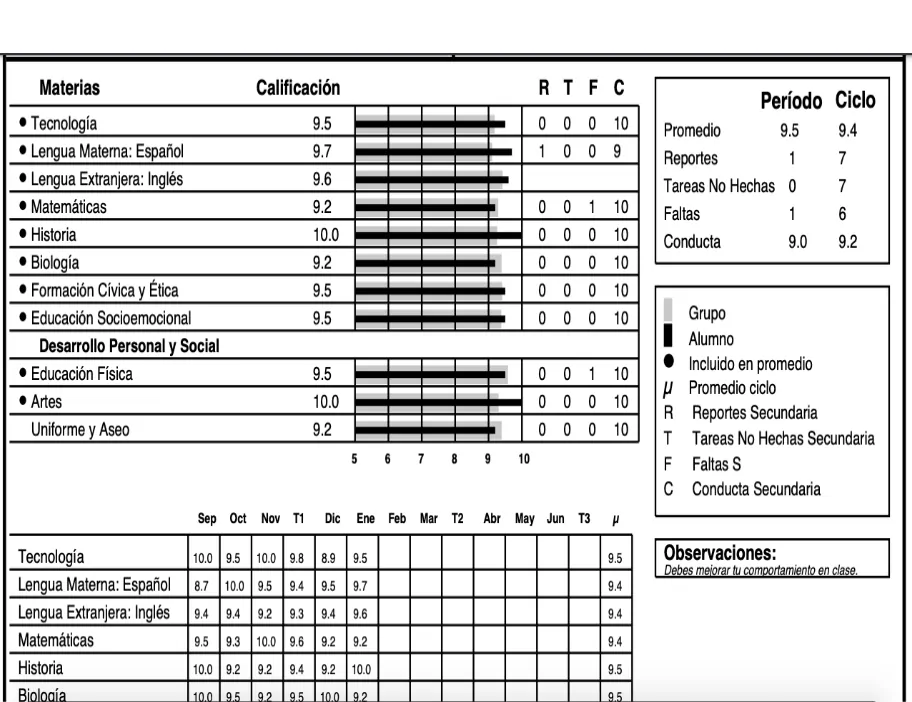 Materias Calificación R T F C
• Tecnología 9.5 0 0 0 10
• Lengua Materna: Español 9.7 1 0 0 9
• Lengua Extranjera: Inglés 9.6
• Matemáticas 9.2 0 0 1 10
• Historia 10.0 0 0 0 10
• Biología 9.2 0 0 0 10
• Formación Cívica y Ética 9.5 0 0 0 10
• Educación Socioemocional 9.5 0 0 0 10
Desarrollo Personal y Social
• Educación Física 9.5 0 0 1 10
• Artes 10.0 0 0 0 10
Uniforme y Aseo 9.2 0 0 0 10
5 6 7 8 9 10
Período Ciclo
Promedio 9.5 9.4
Reportes 1 7
Tareas No Hechas 0 7
Faltas 1 6
Conducta 9.0 9.2
Grupo
Alumno
● Incluido en promedio
μ Promedio ciclo
R Reportes Secundaria
T Tareas No Hechas Secundaria
F Faltas S
C Conducta Secundaria
Observaciones:
Debes mejorar tu comportamiento en clase.
Sep Oct Nov T1 Dic Ene Feb Mar T2 Abr May Jun T3 μ
Tecnología 10.0 9.5 10.0 9.8 8.9 9.5 9.5
Lengua Materna: Español 8.7 10.0 9.5 9.4 9.5 9.7 9.4
Lengua Extranjera: Inglés 9.4 9.4 9.2 9.3 9.4 9.6 9.4
Matemáticas 9.5 9.3 10.0 9.6 9.2 9.2 9.4
Historia 10.0 9.2 9.2 9.4 9.2 10.0 9.5
Biología 10.0 9.5 9.2 9.5 10.0 9.2 9.5